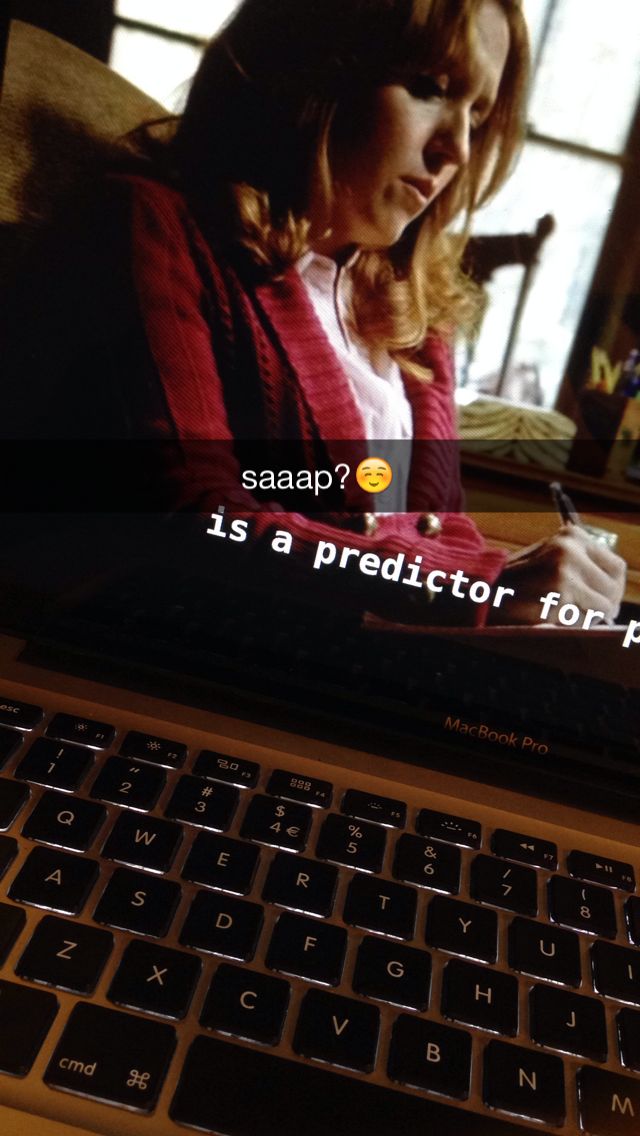 saaap?☺️
is a predictor for p
MacBook Pro
esc F1 F2 F3 F4 F5 F6 F7 F8
! 1 " 2 # 3 $ 4 € % 5 & 6 / 7 ( 8
Q W E R T Y U I
A S D F G H J
Z X C V B N M
cmd ⌘